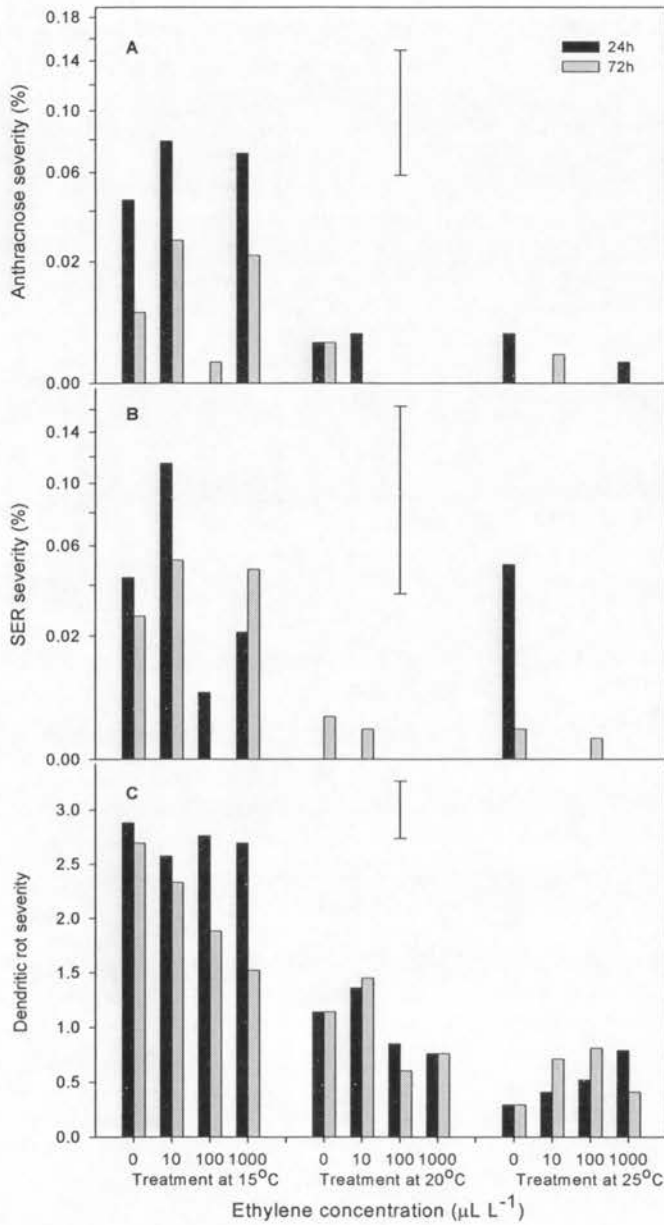 A
24h
72h
Anthracnose severity (%)
0.18
0.14
0.10
0.06
0.02
0.00
B
SER severity (%)
0.14
0.10
0.06
0.02
0.00
C
Dendritic rot severity
3.0
2.5
2.0
1.5
1.0
0.5
0.0
0 10 100 1000 0 10 100 1000 0 10 100 1000
Treatment at 15°C Treatment at 20°C Treatment at 25°C
Ethylene concentration (μL L⁻¹)